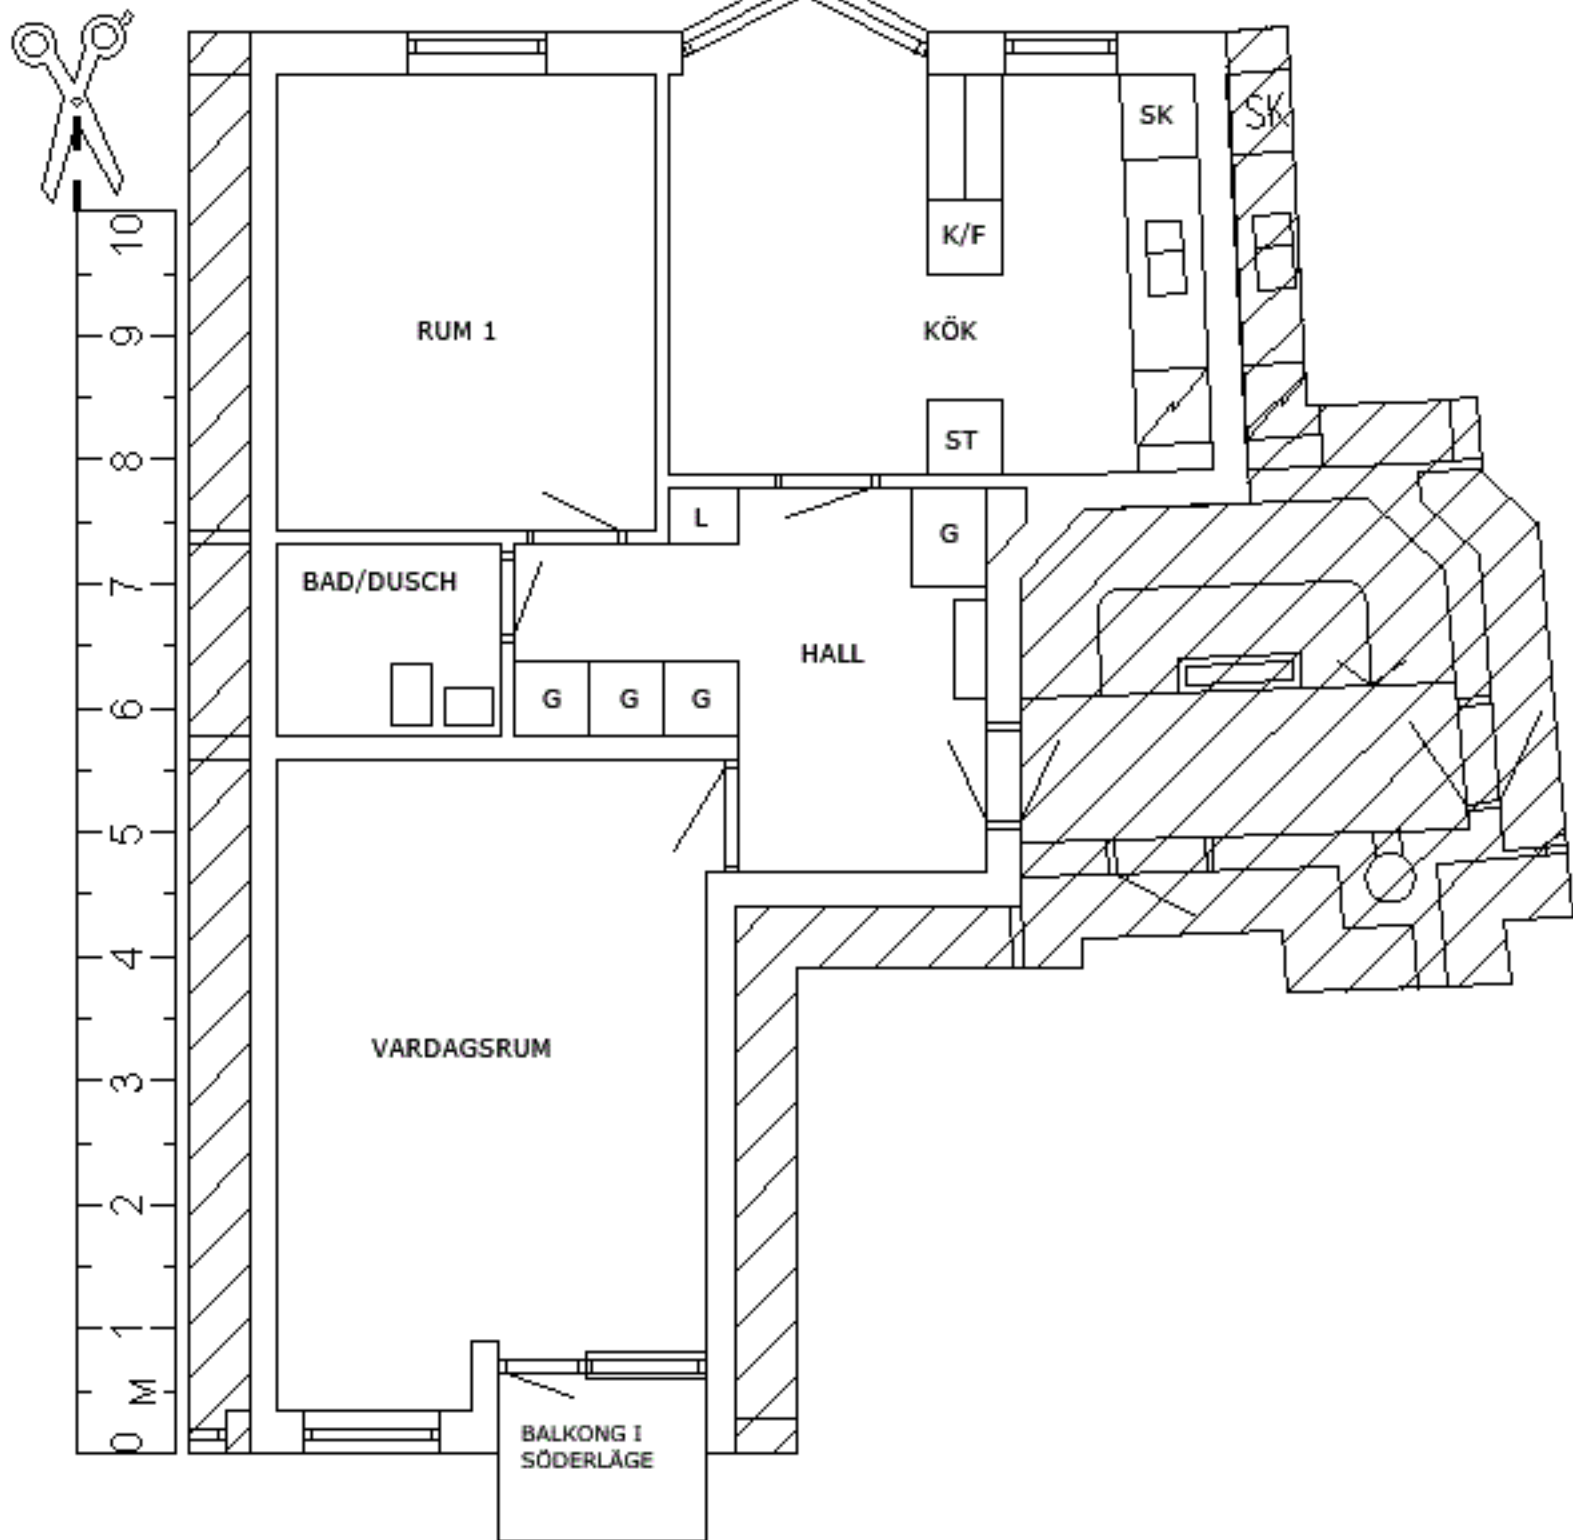 SK
SK
K/F
RUM 1
KÖK
ST
L
G
BAD/DUSCH
HALL
G
G
G
VARDAGSRUM
BALKONG I
SÖDERLÄGE
10
9
8
7
6
5
4
3
2
1
M
0